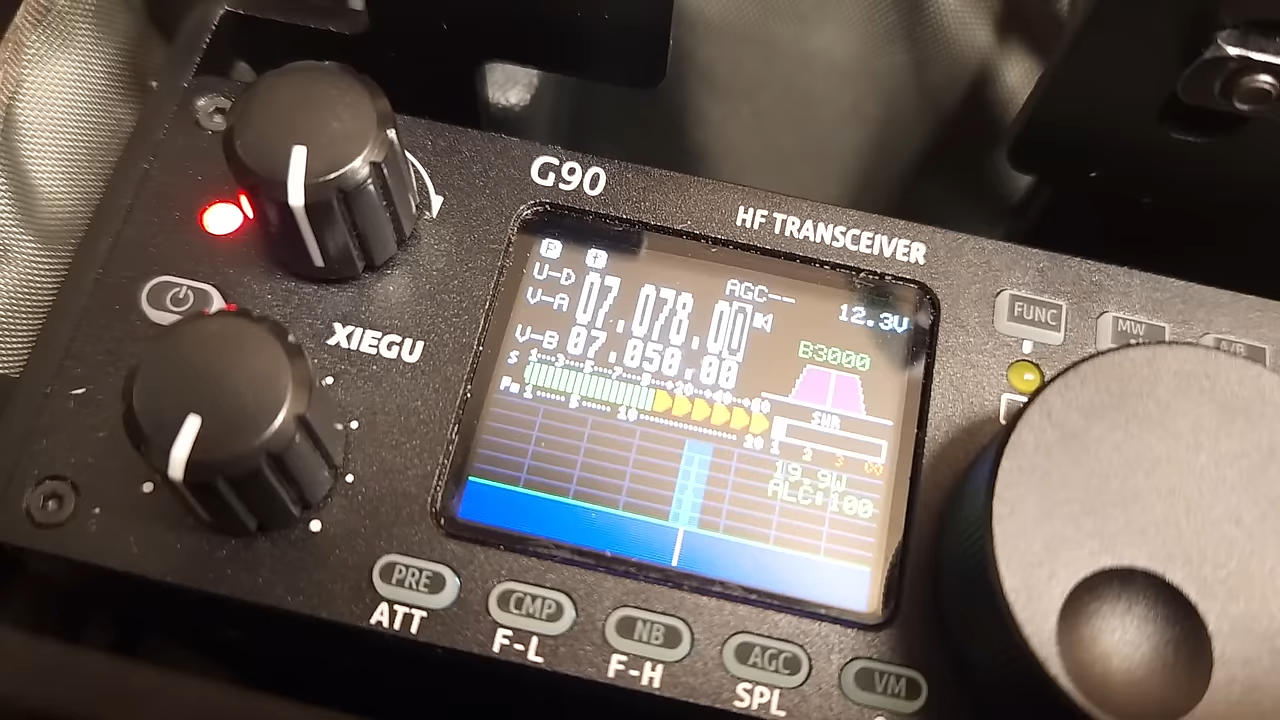 G90
HF TRANSCEIVER
XIEGU
FUNC
MW
P
AGC--
12.3V
V-D
V-A
07.078.00
V-B
07.050.00
B3000
S
SWR
19.9W
ALC:100
PRE
ATT
CMP
F-L
NB
F-H
AGC
SPL
VM